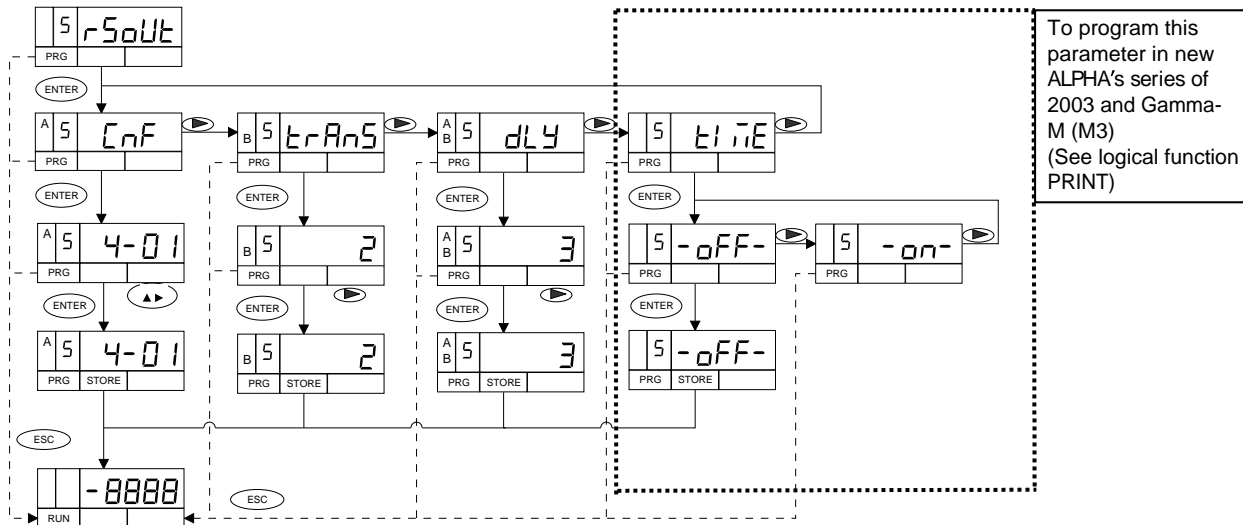 S rSoUt
PRG
ENTER
A S CnF
PRG
B S trAnS
PRG
A B S dLY
PRG
S tIME
PRG
ENTER
ENTER
ENTER
ENTER
A S 4-01
PRG
B S 2
PRG
A B S 3
PRG
S -oFF-
PRG
S -on-
PRG
ENTER
ENTER
ENTER
ENTER
A S 4-01
PRG STORE
B S 2
PRG STORE
A B S 3
PRG STORE
S -oFF-
PRG STORE
ESC
-8888
RUN
ESC
To program this
parameter in new
ALPHA's series of
2003 and Gamma-
M (M3)
(See logical function
PRINT)